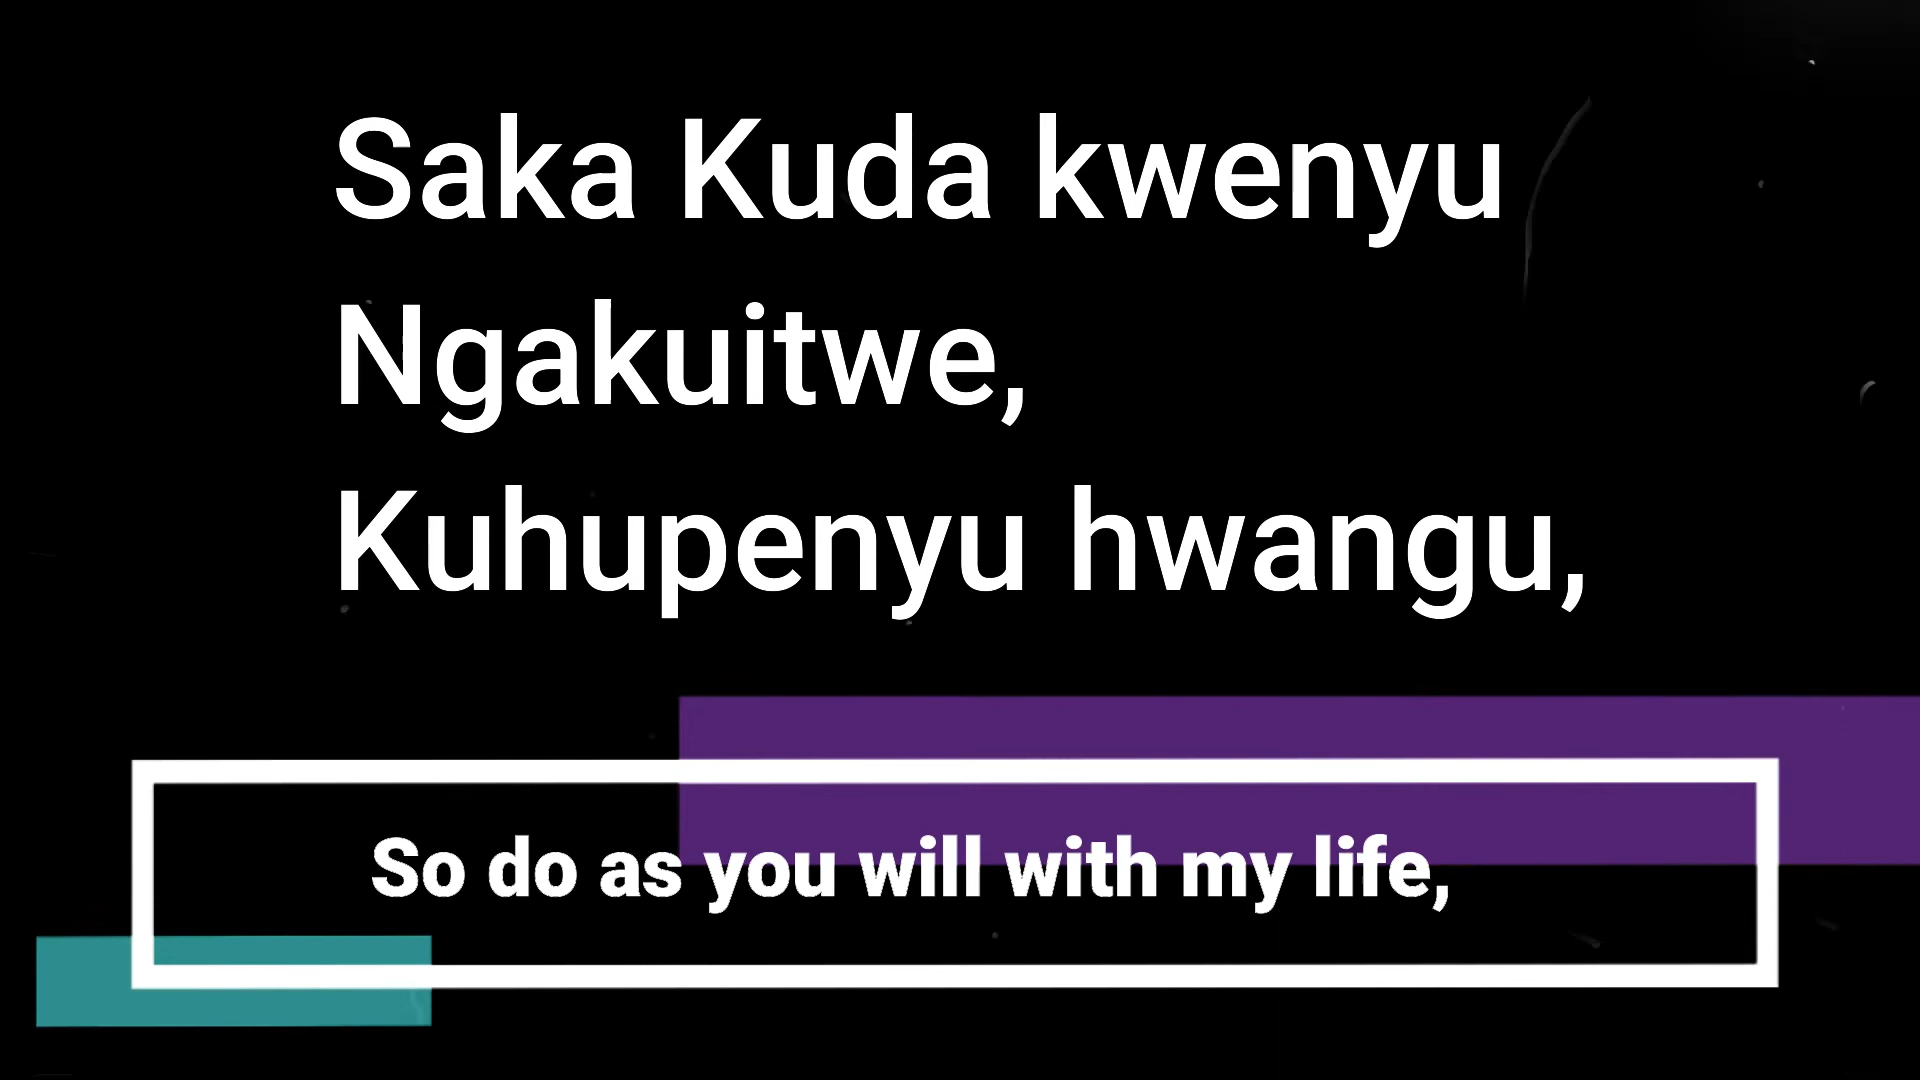 Saka Kuda kwenyu
Ngakuitwe,
Kuhupenyu hwangu,
So do as you will with my life,